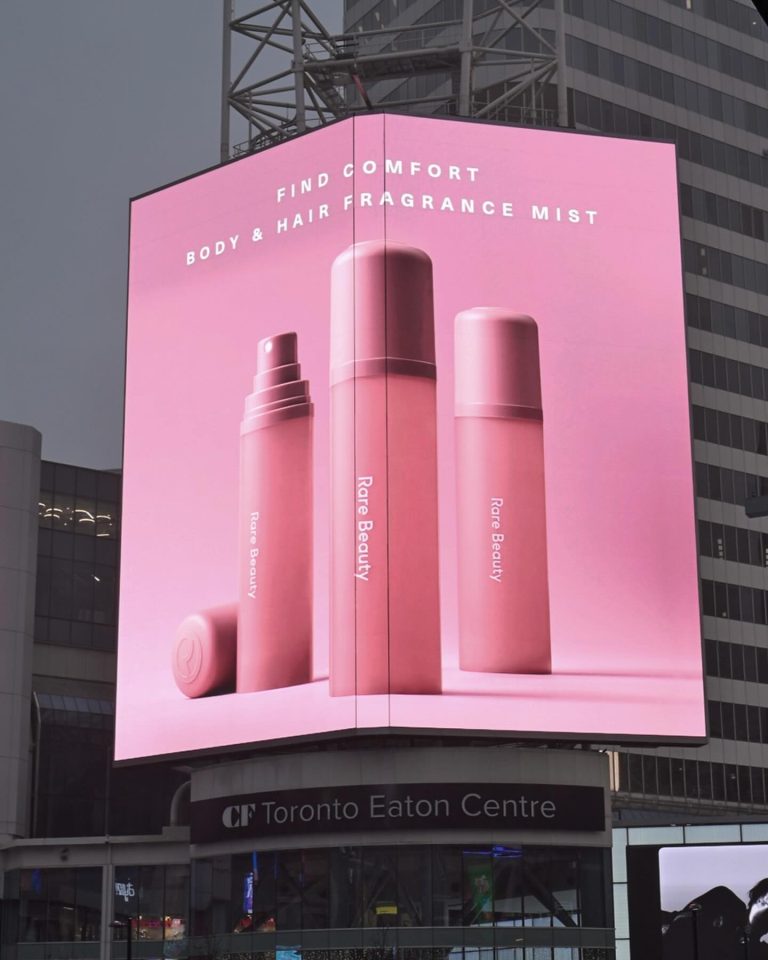 FIND COMFORT
BODY & HAIR FRAGRANCE MIST
Rare Beauty
Rare Beauty
Rare Beauty
CF Toronto Eaton Centre